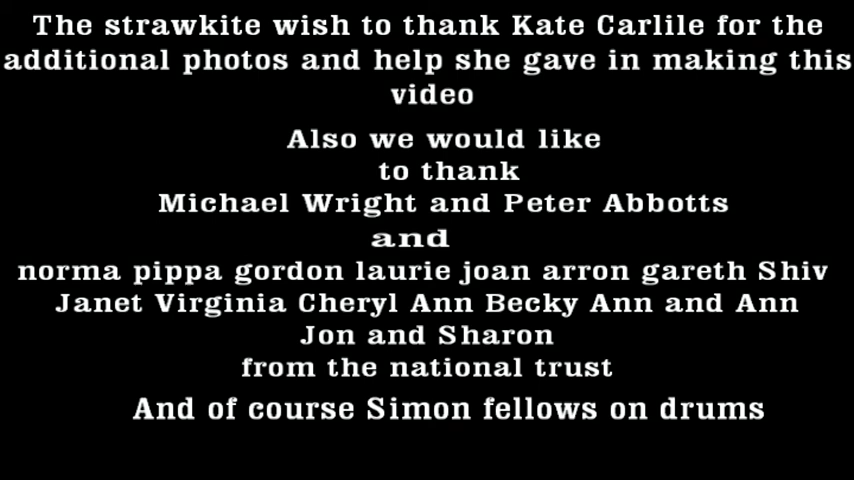 The strawkite wish to thank Kate Carlile for the
additional photos and help she gave in making this
video
Also we would like
to thank
Michael Wright and Peter Abbotts
and
norma pippa gordon laurie joan arron gareth Shiv
Janet Virginia Cheryl Ann Becky Ann and Ann
Jon and Sharon
from the national trust
And of course Simon fellows on drums